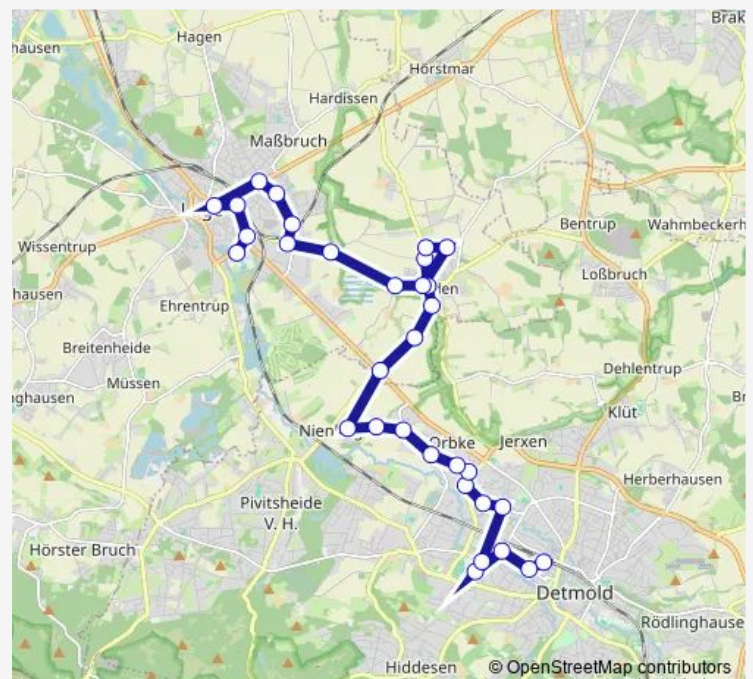 Brak
Hagen
hausen
Hörstmar
Hardissen
Maßbruch
Bentrup
Wahmbeckerh
Wissentrup
Loßbruch
hausen
Ehrentrup
Breitenheide
Dehlentrup
Müssen
ghausen
Br
Klüt
Orbke
Jerxen
Herberhausen
Pivitsheide
V. H.
Hörster Bruch
Detmold
Rödlinghause
Hiddesen
© OpenStreetMap contributors